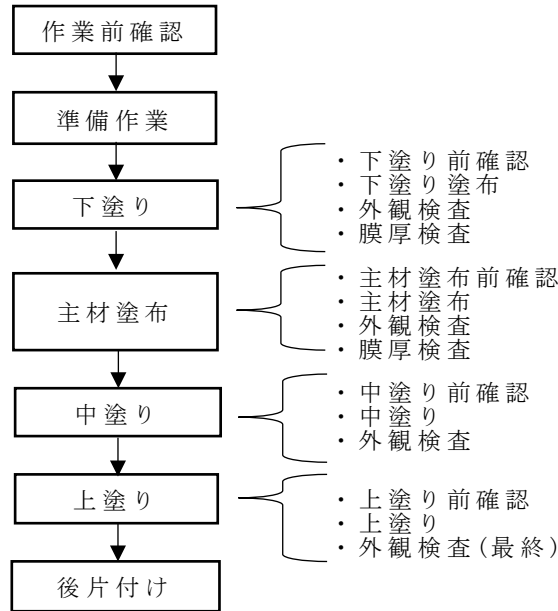 作業前確認
準備作業
下塗り
・下塗り前確認
・下塗り塗布
・外観検査
・膜厚検査
主材塗布
・主材塗布前確認
・主材塗布
・外観検査
・膜厚検査
中塗り
・中塗り前確認
・中塗り
・外観検査
上塗り
・上塗り前確認
・上塗り
・外観検査(最終)
後片付け